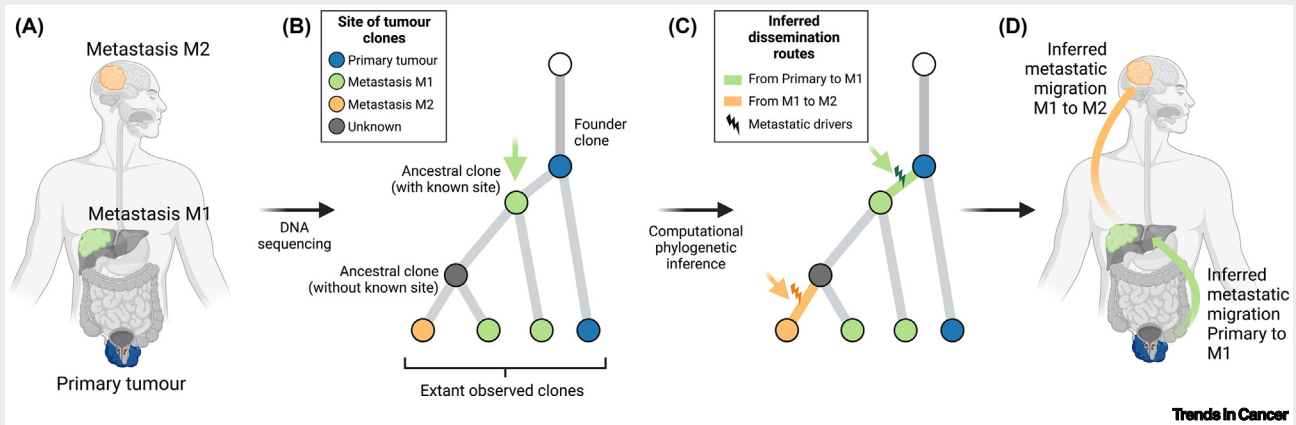 (A)
Metastasis M2
Metastasis M1
Primary tumour
DNA
sequencing
(B)
Site of tumour
clones
Primary tumour
Metastasis M1
Metastasis M2
Unknown
Founder
clone
Ancestral clone
(with known site)
Ancestral clone
(without known site)
Extant observed clones
Computational
phylogenetic
inference
(C)
Inferred
dissemination
routes
From Primary to M1
From M1 to M2
Metastatic drivers
(D)
Inferred
metastatic
migration
M1 to M2
Inferred
metastatic
migration
Primary to
M1
Trends in Cancer